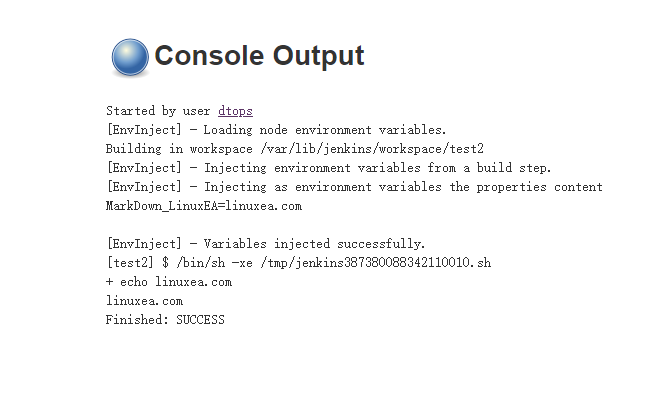 Console Output
Started by user dtops
[EnvInject] - Loading node environment variables.
Building in workspace /var/lib/jenkins/workspace/test2
[EnvInject] - Injecting environment variables from a build step.
[EnvInject] - Injecting as environment variables the properties content
MarkDown_LinuxEA=linuxea.com
[EnvInject] - Variables injected successfully.
[test2] $ /bin/sh -xe /tmp/jenkins387380088342110010.sh
+ echo linuxea.com
linuxea.com
Finished: SUCCESS